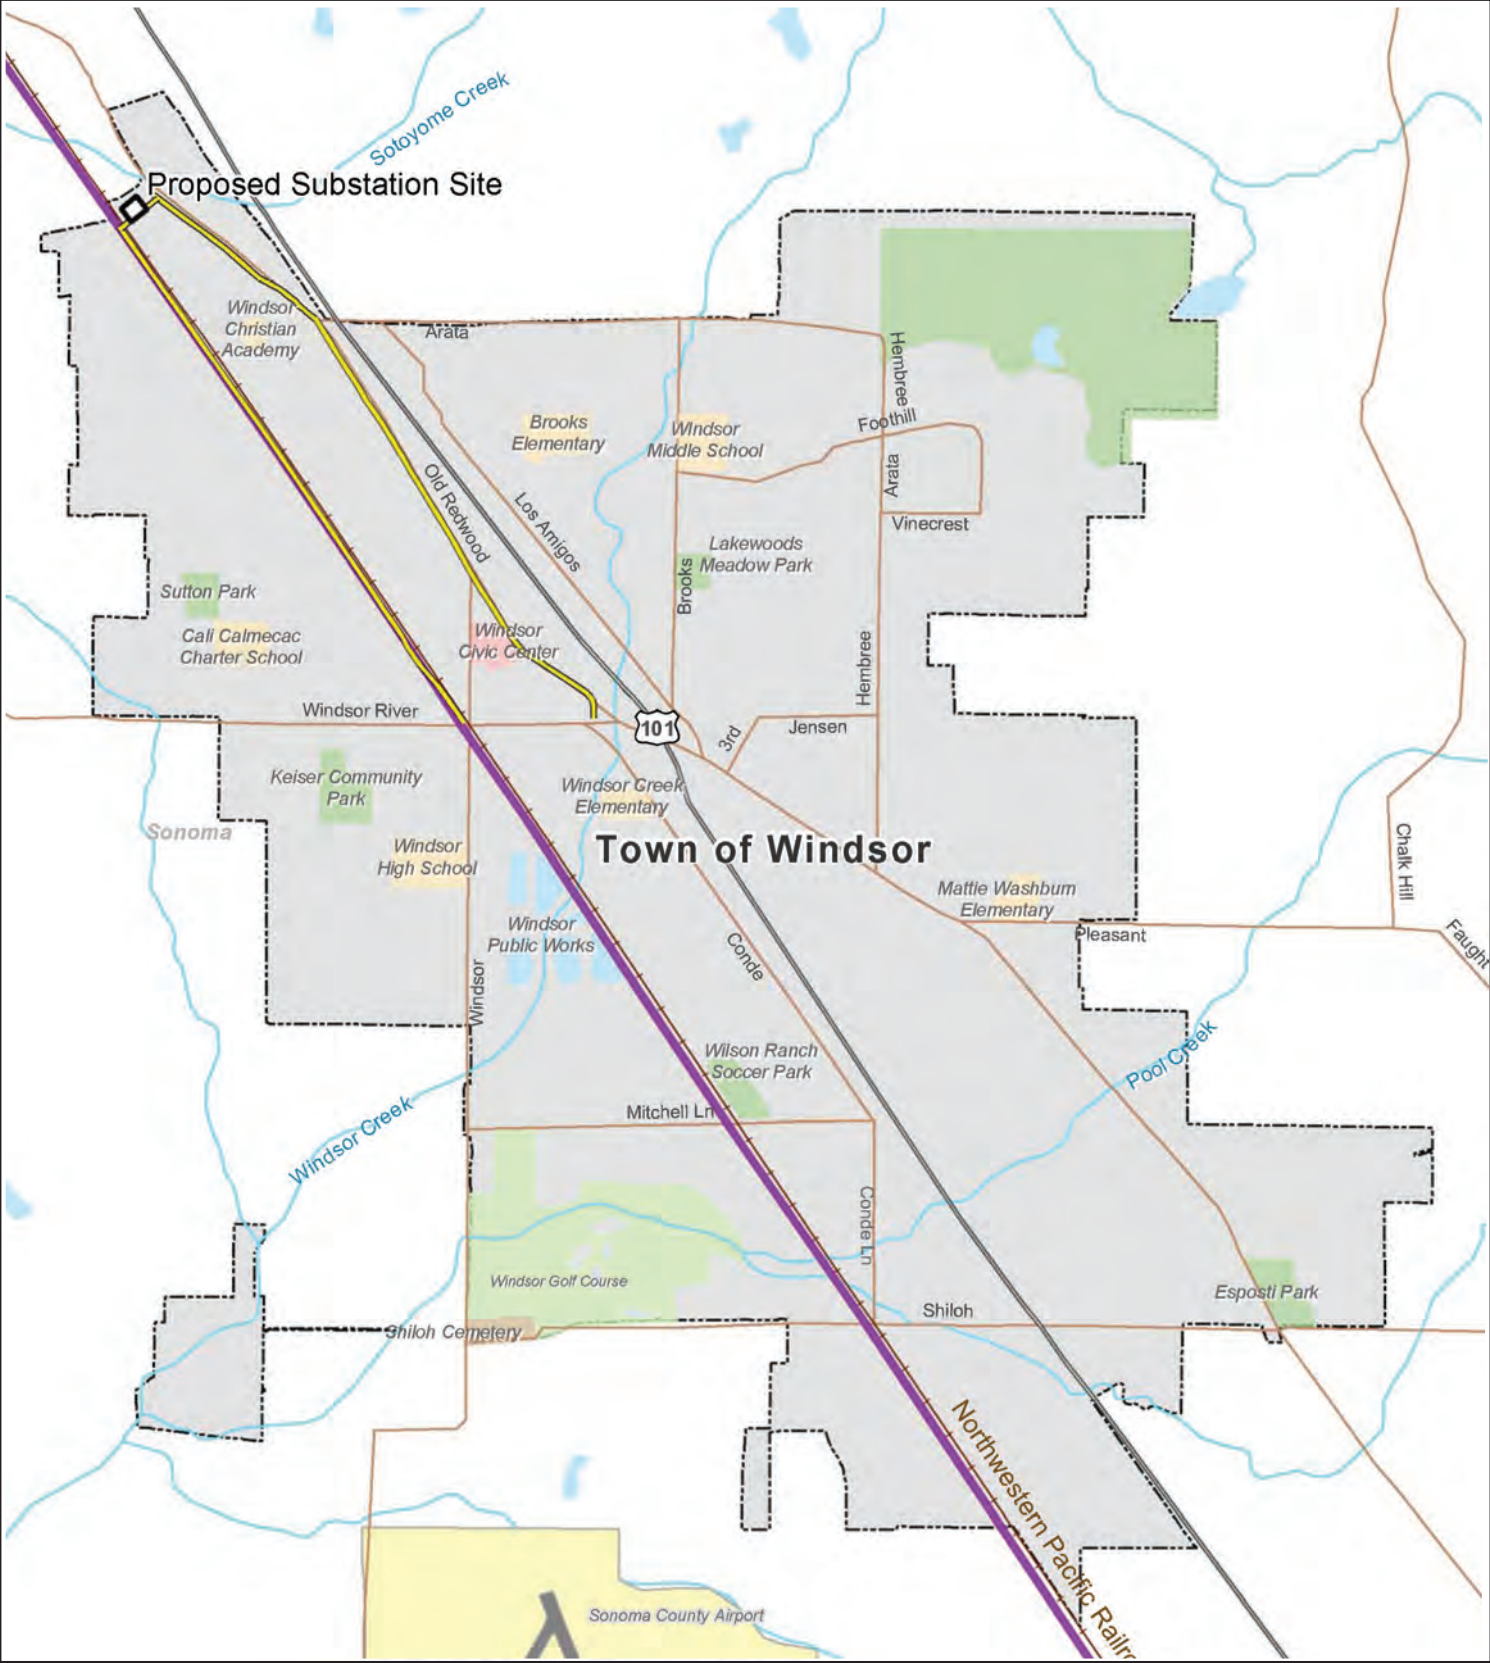 Sotoyome Creek
Proposed Substation Site
Windsor
Christian
Academy
Arata
Hembree
Foothill
Brooks
Elementary
Windsor
Middle School
Arata
Vinecrest
Old Redwood
Los Amigos
Lakewoods
Meadow Park
Brooks
Sutton Park
Cali Calmecac
Charter School
Windsor
Civic Center
Hembree
Windsor River
101
3rd
Jensen
Keiser Community
Park
Windsor Creek
Elementary
Sonoma
Town of Windsor
Windsor
High School
Chalk Hill
Mattie Washburn
Elementary
Windsor
Public Works
Pleasant
Faught
Conde
Windsor
Wilson Ranch
Soccer Park
Pool Creek
Mitchell Ln
Windsor Creek
Conde Ln
Windsor Golf Course
Esposti Park
Shiloh
Shiloh Cemetery
Northwestern Pacific Railr
Sonoma County Airport